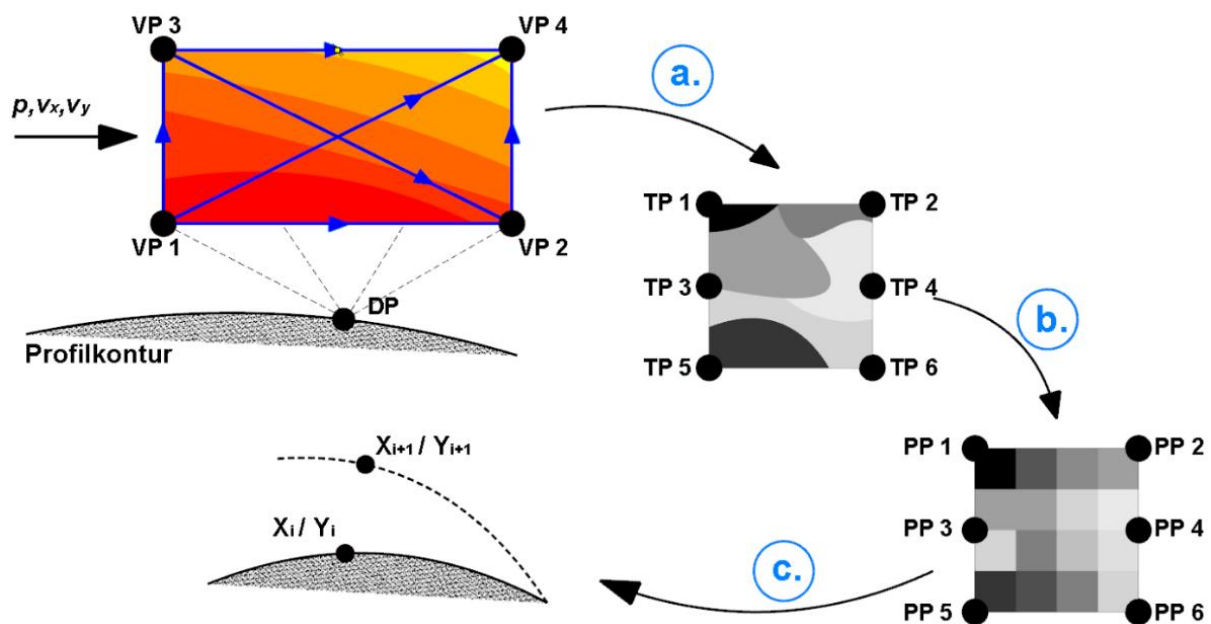 VP 3
VP 4
a.
p,vx,vy
VP 1
VP 2
TP 1
TP 2
DP
TP 3
TP 4
b.
Profilkontur
TP 5
TP 6
Xi+1 / Yi+1
PP 1
PP 2
Xi / Yi
PP 3
PP 4
c.
PP 5
PP 6